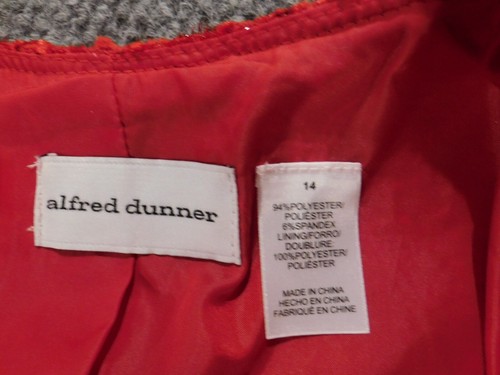 alfred dunner
14
94%POLYESTER/
POLIÉSTER
6%SPANDEX
LINING/FORRO/
DOUBLURE
100%POLYESTER/
POLIÉSTER
MADE IN CHINA
HECHO EN CHINA
FABRIQUÉ EN CHINE